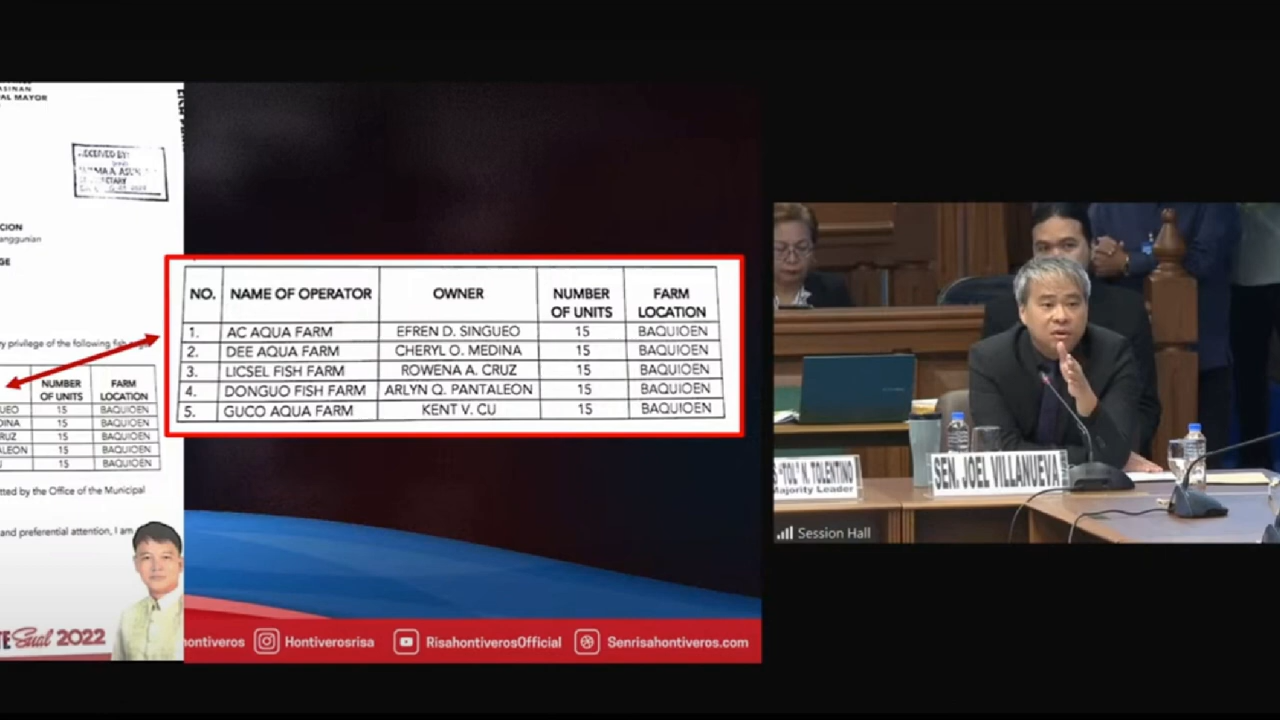 ASINAN
AL MAYOR
RECEIVED BY:
CION
anggunian
GE
ry privilege of the following fish
NUMBER OF UNITS FARM LOCATION
UEO 15 BAQUIOEN
DINA 15 BAQUIOEN
RUZ 15 BAQUIOEN
ALEON 15 BAQUIOEN
15 BAQUIOEN
tted by the Office of the Municipal
and preferential attention, I am
TE Sual 2022
NO. NAME OF OPERATOR OWNER NUMBER OF UNITS FARM LOCATION
1. AC AQUA FARM EFREN D. SINGUEO 15 BAQUIOEN
2. DEE AQUA FARM CHERYL O. MEDINA 15 BAQUIOEN
3. LICSEL FISH FARM ROWENA A. CRUZ 15 BAQUIOEN
4. DONGUO FISH FARM ARLYN Q. PANTALEON 15 BAQUIOEN
5. GUCO AQUA FARM KENT V. CU 15 BAQUIOEN
hontiveros Hontiverosrisa RisahontiverosOfficial Senrisahontiveros.com
S "TOL" N. TOLENTINO
Majority Leader
SEN. JOEL VILLANUEVA
Session Hall